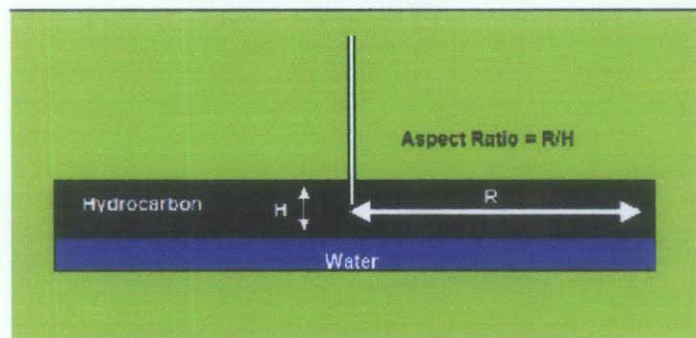 Aspect Ratio = R/H
Hydrocarbon
H
R
Water